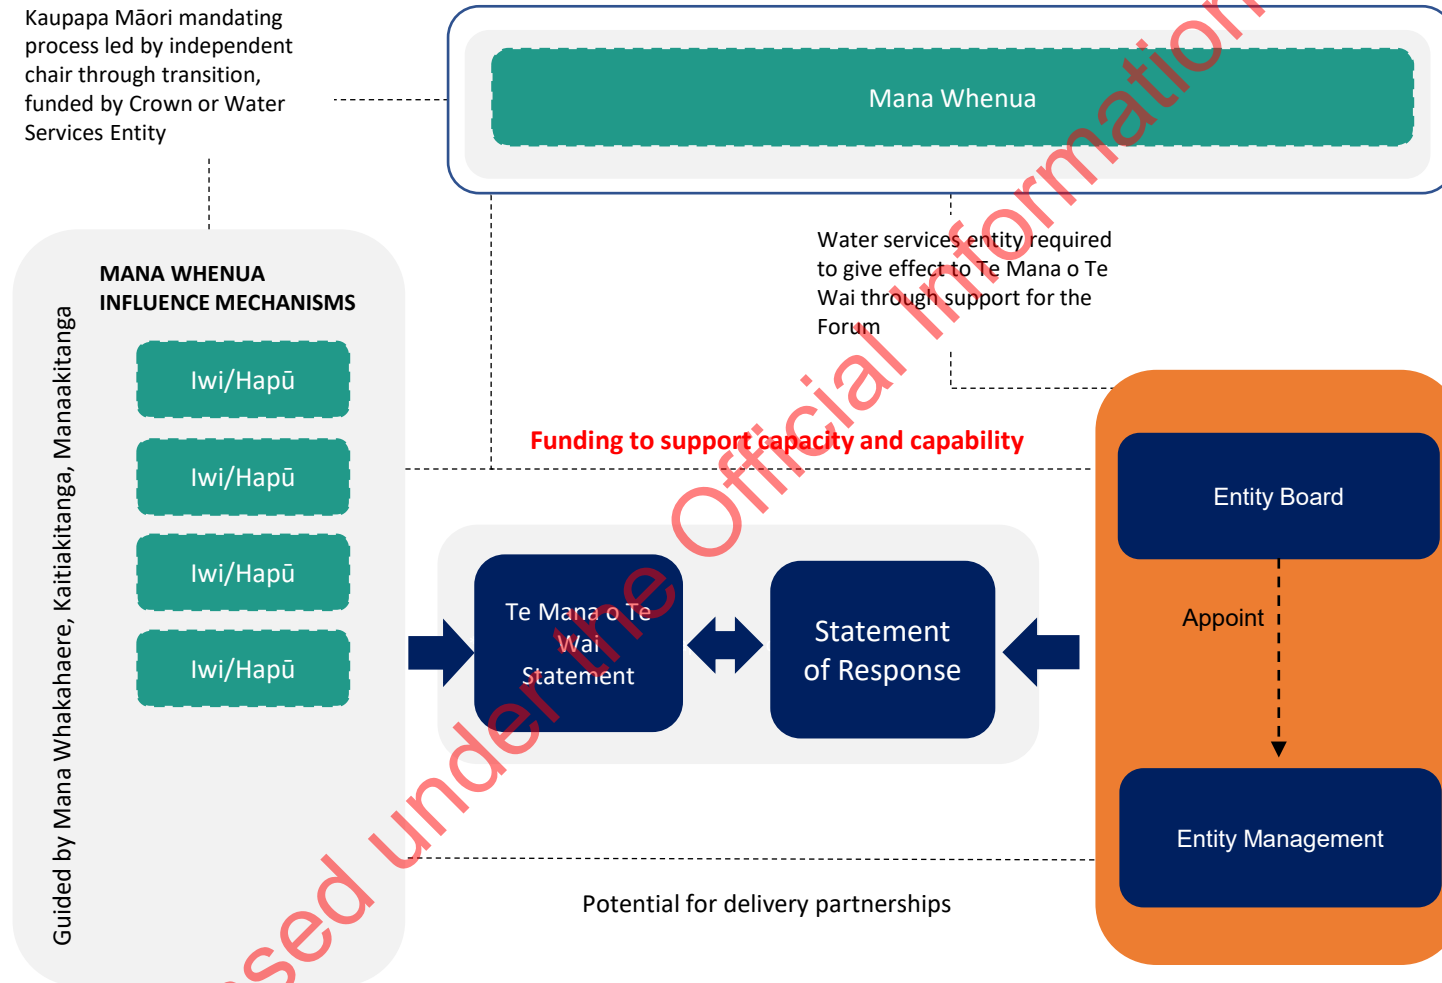 Kaupapa Māori mandating
process led by independent
chair through transition,
funded by Crown or Water
Services Entity
Mana Whenua
Water services entity required
to give effect to Te Mana o Te
Wai through support for the
Forum
MANA WHENUA
INFLUENCE MECHANISMS
Guided by Mana Whakahaere, Kaitiakitanga, Manaakitanga
Iwi/Hapū
Iwi/Hapū
Iwi/Hapū
Iwi/Hapū
Funding to support capacity and capability
Te Mana o Te
Wai
Statement
Statement
of Response
Entity Board
Appoint
Entity Management
Potential for delivery partnerships
sed under the Official Information